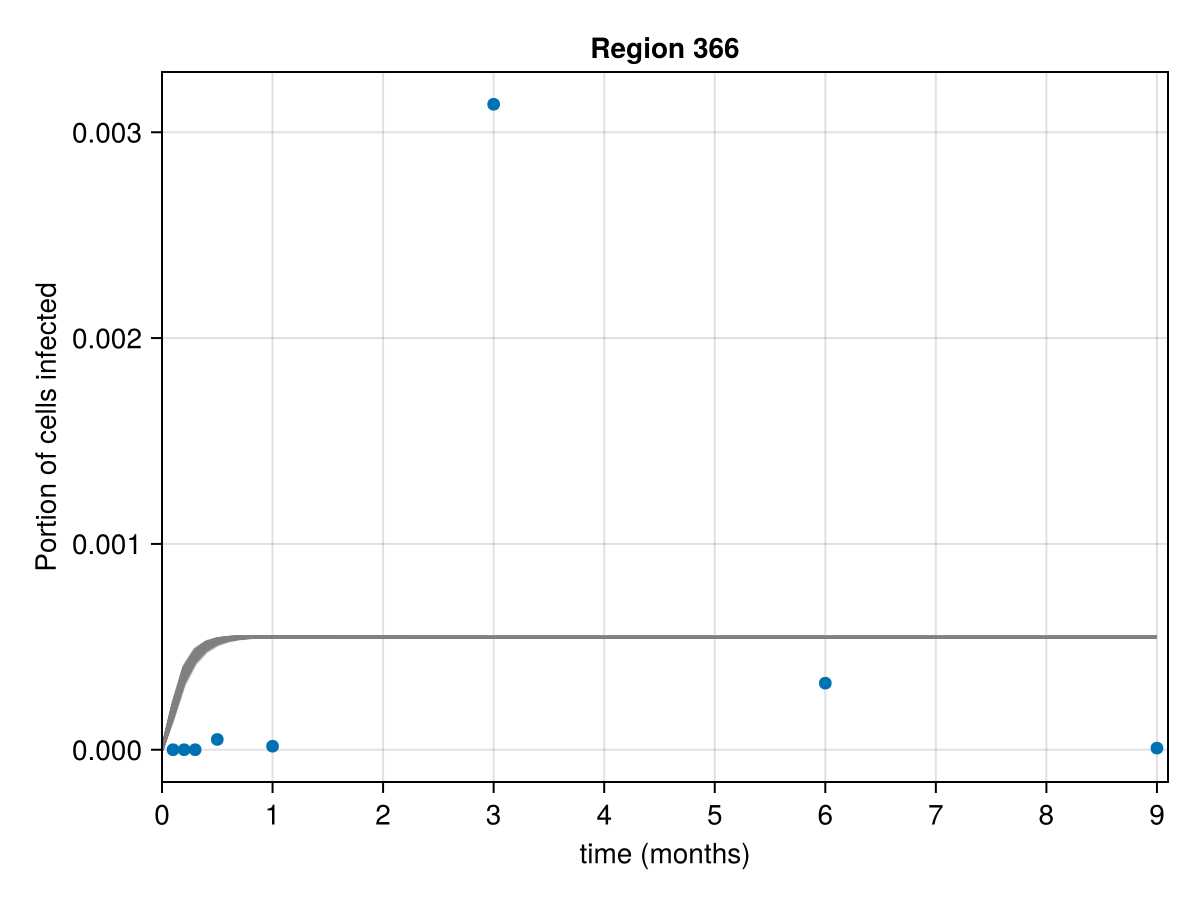 Region 366
Portion of cells infected
0.003
0.002
0.001
0.000
0 1 2 3 4 5 6 7 8 9
time (months)